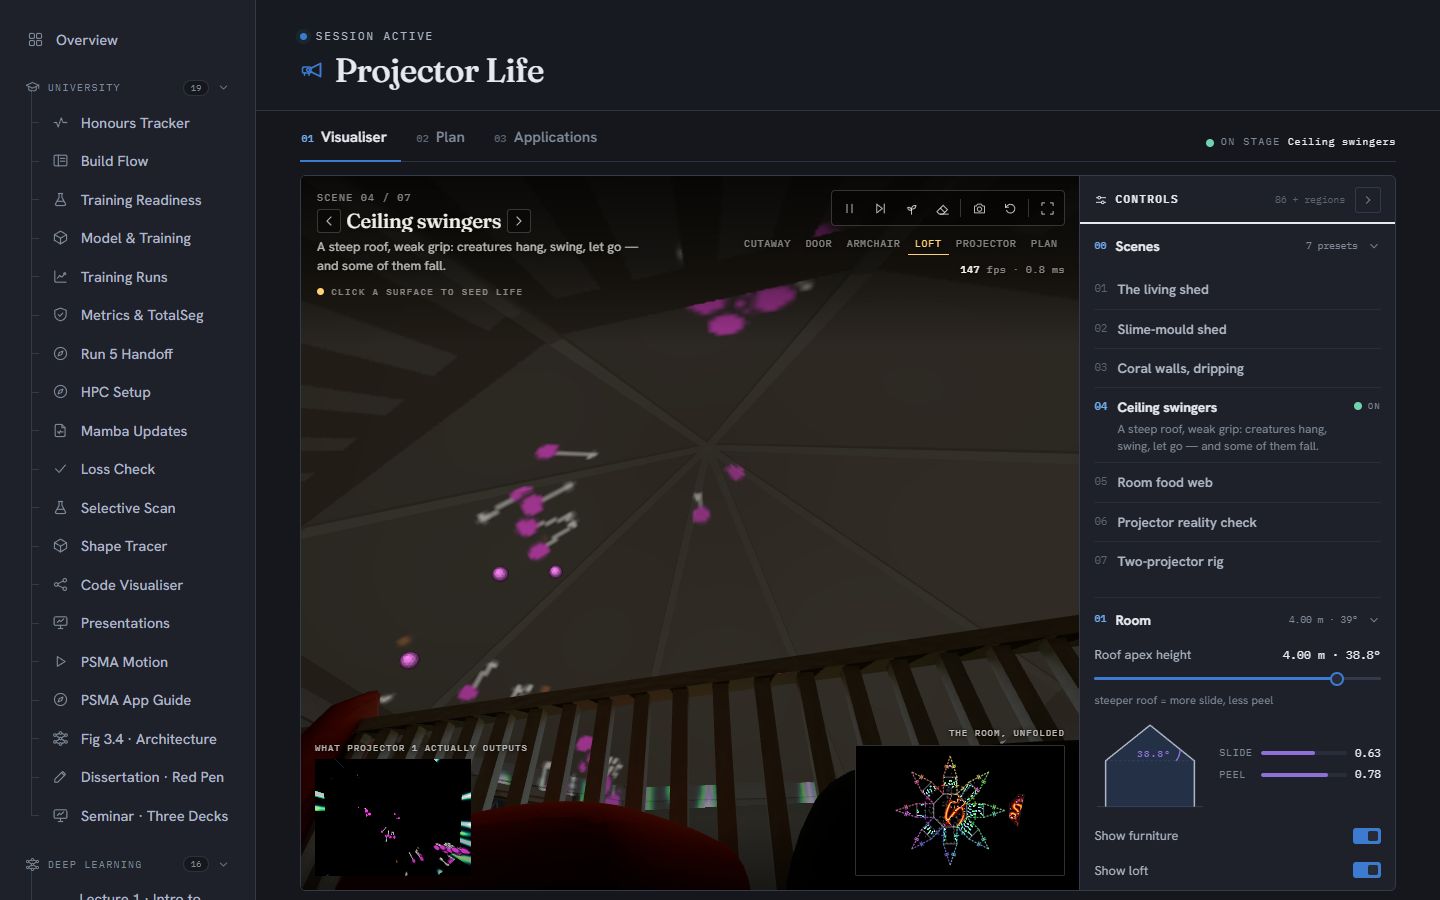 Overview
UNIVERSITY 19
Honours Tracker
Build Flow
Training Readiness
Model & Training
Training Runs
Metrics & TotalSeg
Run 5 Handoff
HPC Setup
Mamba Updates
Loss Check
Selective Scan
Shape Tracer
Code Visualiser
Presentations
PSMA Motion
PSMA App Guide
Fig 3.4 · Architecture
Dissertation · Red Pen
Seminar · Three Decks
DEEP LEARNING 16
SESSION ACTIVE
Projector Life
01 Visualiser 02 Plan 03 Applications
ON STAGE Ceiling swingers
SCENE 04 / 07
Ceiling swingers
A steep roof, weak grip: creatures hang, swing, let go —
and some of them fall.
CLICK A SURFACE TO SEED LIFE
CUTAWAY DOOR ARMCHAIR LOFT PROJECTOR PLAN
147 fps · 0.8 ms
WHAT PROJECTOR 1 ACTUALLY OUTPUTS
THE ROOM, UNFOLDED
CONTROLS 86 + regions
00 Scenes 7 presets
01 The living shed
02 Slime-mould shed
03 Coral walls, dripping
04 Ceiling swingers ON
A steep roof, weak grip: creatures hang,
swing, let go — and some of them fall.
05 Room food web
06 Projector reality check
07 Two-projector rig
01 Room 4.00 m · 39°
Roof apex height 4.00 m · 38.8°
steeper roof = more slide, less peel
38.8°
SLIDE 0.63
PEEL 0.78
Show furniture
Show loft